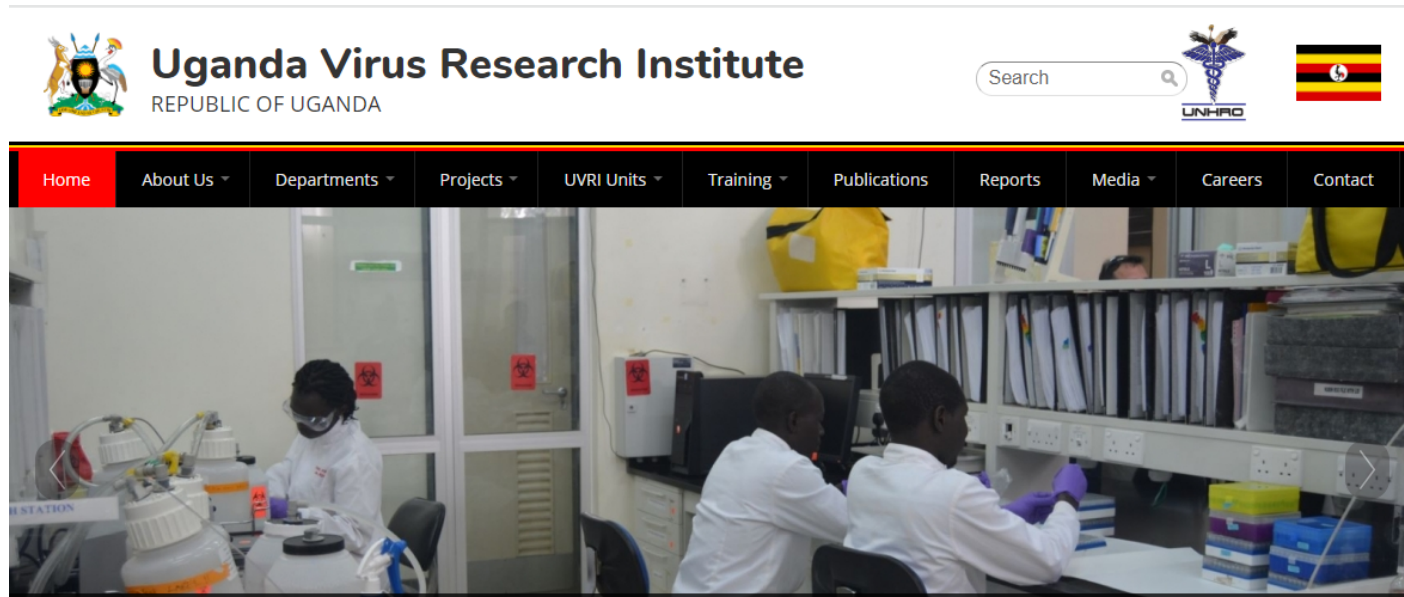 Uganda Virus Research Institute
REPUBLIC OF UGANDA
Search
UNHRO
Home
About Us
Departments
Projects
UVRI Units
Training
Publications
Reports
Media
Careers
Contact
H STATION